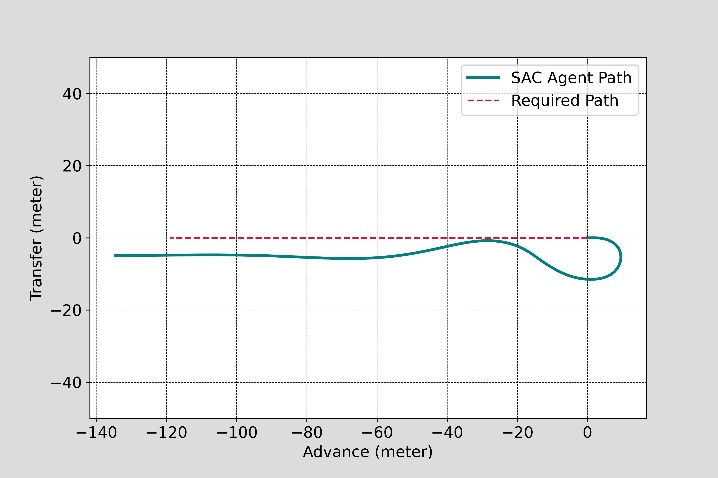 SAC Agent Path
Required Path
40
20
0
−20
−40
Transfer (meter)
−140 −120 −100 −80 −60 −40 −20 0
Advance (meter)